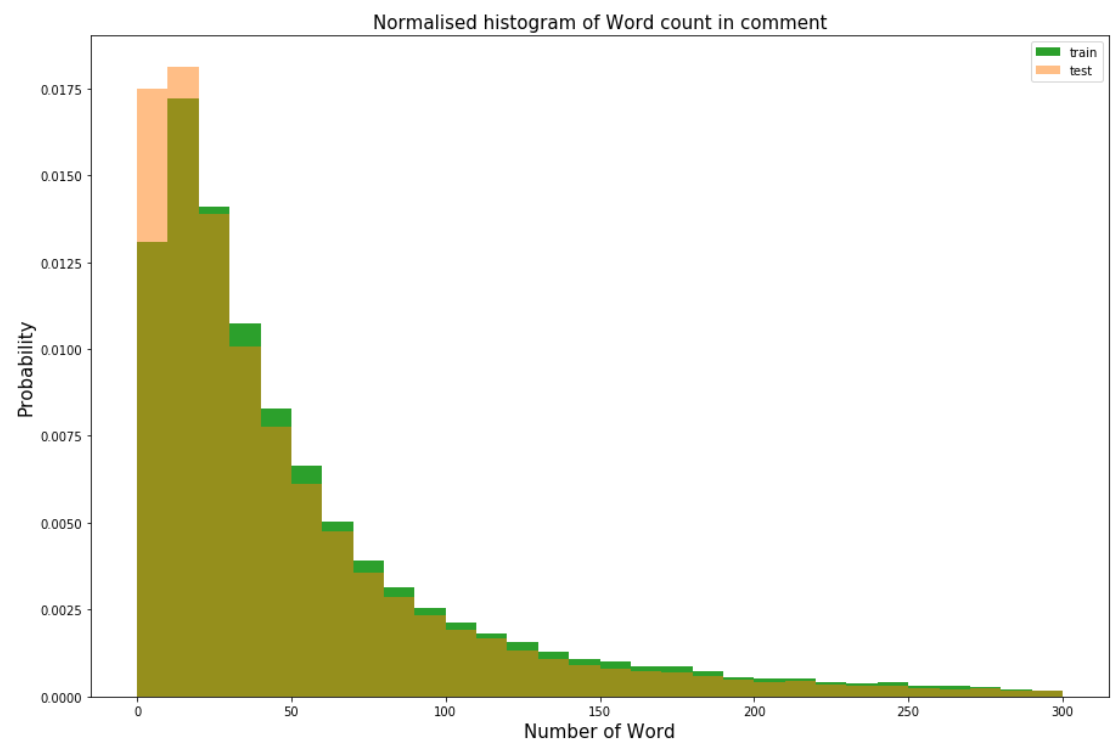 Normalised histogram of Word count in comment
train
test
0.0175
0.0150
0.0125
0.0100
0.0075
0.0050
0.0025
0.0000
Probability
0 50 100 150 200 250 300
Number of Word